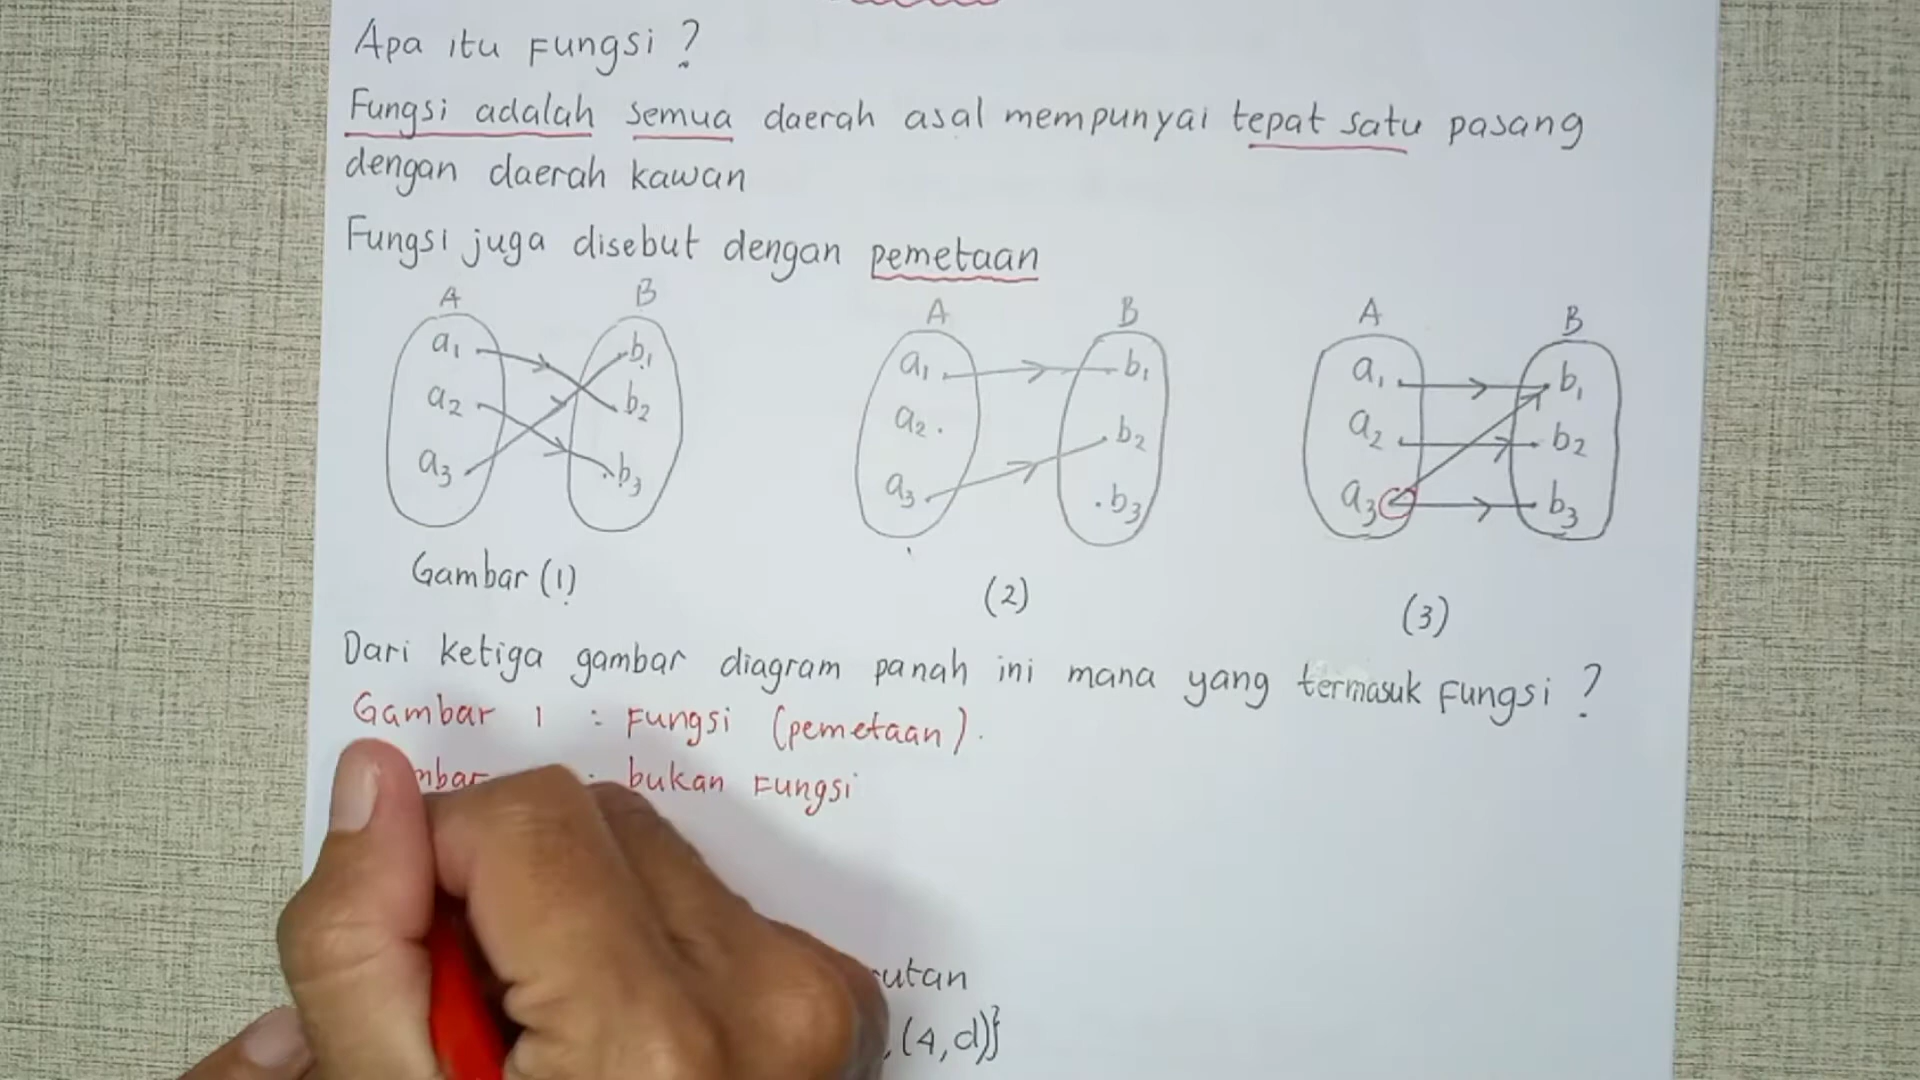 Apa itu Fungsi ?
Fungsi adalah semua daerah asal mempunyai tepat satu pasang
dengan daerah kawan
Fungsi juga disebut dengan pemetaan
A B A B A B
a1 b1 a1 b1 a1 b1
a2 b2 a2 b2 a2 b2
a3 b3 a3 b3 a3 b3
Gambar (1) (2) (3)
Dari ketiga gambar diagram panah ini mana yang termasuk Fungsi ?
Gambar 1 : Fungsi (pemetaan).
: bukan Fungsi
, (4, d)}